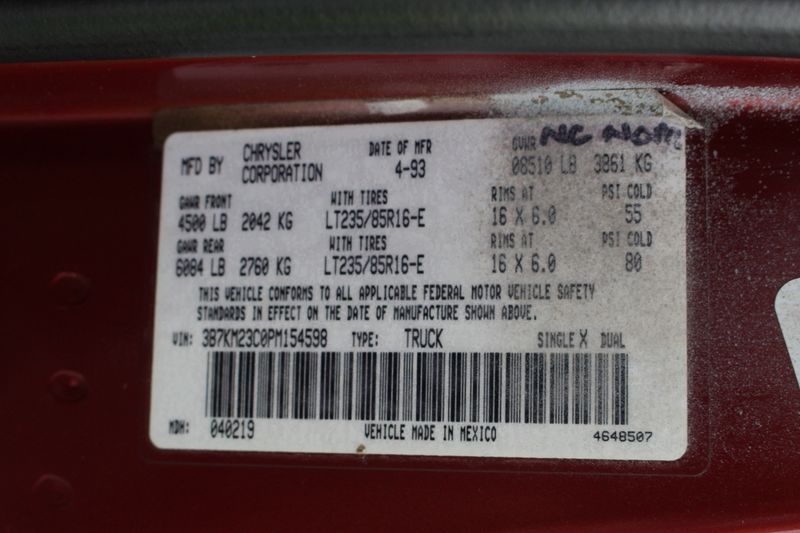 MFD BY CHRYSLER CORPORATION DATE OF MFR 4-93 GVWR 08510 LB 3861 KG
NC
GAWR FRONT WITH TIRES RIMS AT PSI COLD
4500 LB 2042 KG LT235/85R16-E 16 X 6.0 55
GAWR REAR WITH TIRES RIMS AT PSI COLD
6084 LB 2760 KG LT235/85R16-E 16 X 6.0 80
THIS VEHICLE CONFORMS TO ALL APPLICABLE FEDERAL MOTOR VEHICLE SAFETY
STANDARDS IN EFFECT ON THE DATE OF MANUFACTURE SHOWN ABOVE.
VIN: 3B7KM23C0PM154598 TYPE: TRUCK SINGLE X DUAL
MDH: 040219 VEHICLE MADE IN MEXICO 4648507